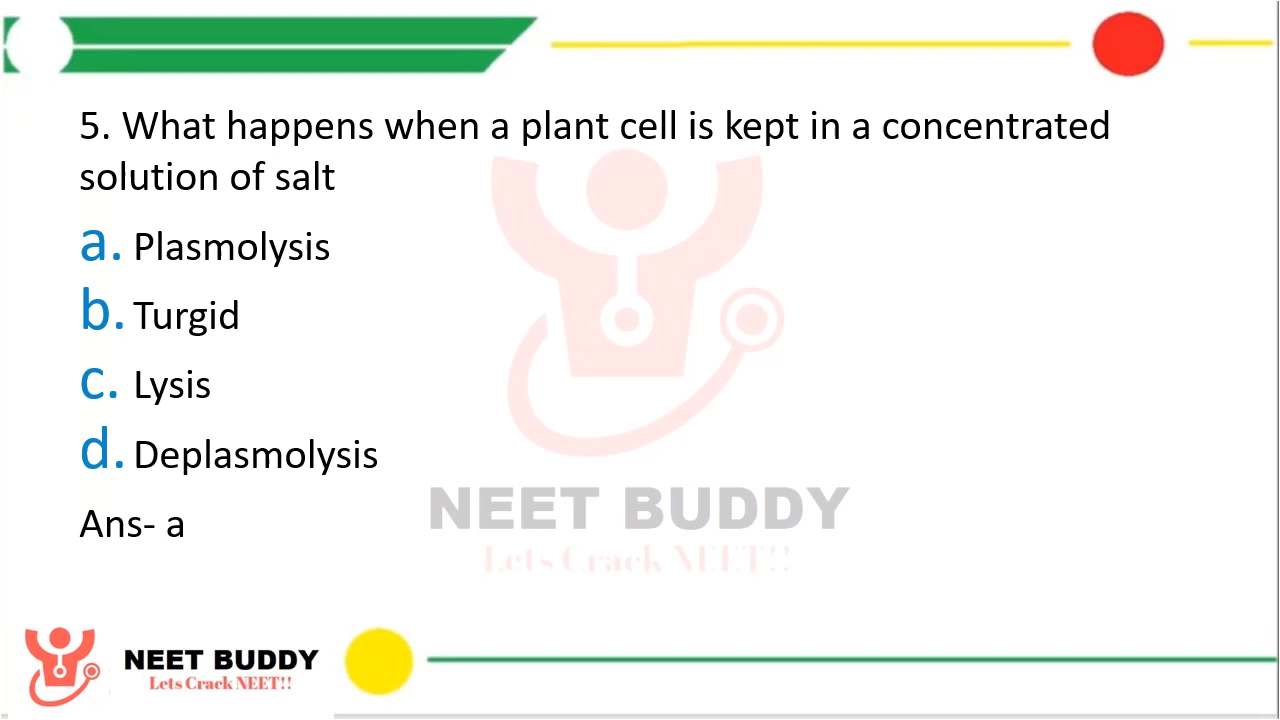 5. What happens when a plant cell is kept in a concentrated
solution of salt
a. Plasmolysis
b. Turgid
c. Lysis
d. Deplasmolysis
Ans- a
NEET BUDDY
Lets Crack NEET!!
NEET BUDDY
Lets Crack NEET!!